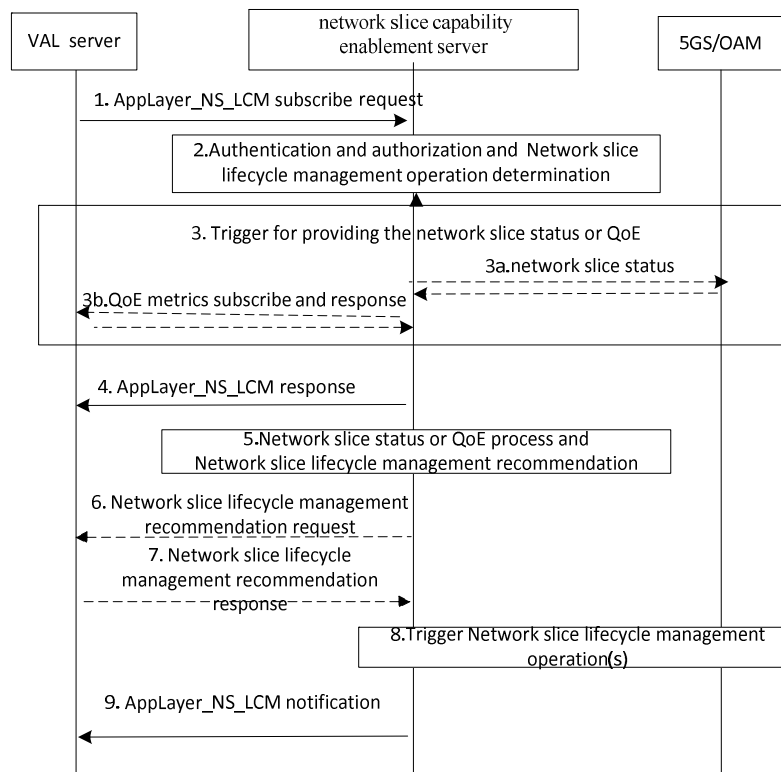 VAL server
network slice capability
enablement server
5GS/OAM
1. AppLayer_NS_LCM subscribe request
2.Authentication and authorization and Network slice
lifecycle management operation determination
3. Trigger for providing the network slice status or QoE
3a.network slice status
3b.QoE metrics subscribe and response
4. AppLayer_NS_LCM response
5.Network slice status or QoE process and
Network slice lifecycle management recommendation
6. Network slice lifecycle management
recommendation request
7. Network slice lifecycle
management recommendation
response
8.Trigger Network slice lifecycle management
operation(s)
9. AppLayer_NS_LCM notification